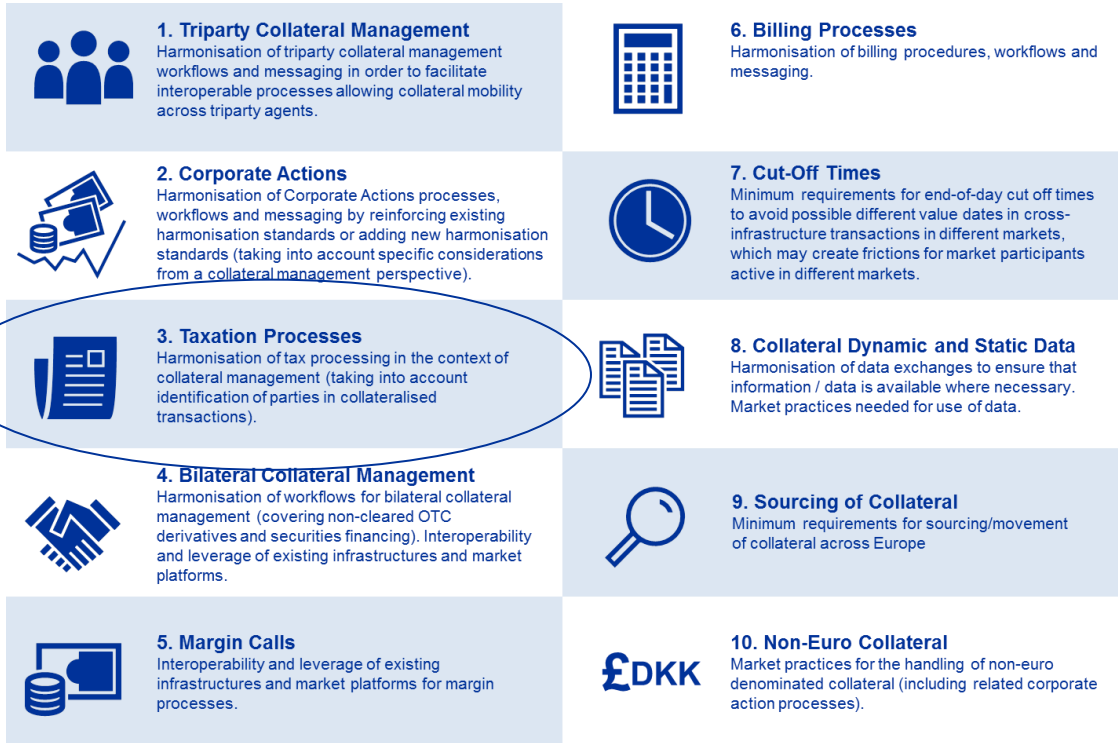 1. Triparty Collateral Management
Harmonisation of triparty collateral management
workflows and messaging in order to facilitate
interoperable processes allowing collateral mobility
across triparty agents.
2. Corporate Actions
Harmonisation of Corporate Actions processes,
workflows and messaging by reinforcing existing
harmonisation standards or adding new harmonisation
standards (taking into account specific considerations
from a collateral management perspective).
3. Taxation Processes
Harmonisation of tax processing in the context of
collateral management (taking into account
identification of parties in collateralised
transactions).
4. Bilateral Collateral Management
Harmonisation of workflows for bilateral collateral
management (covering non-cleared OTC
derivatives and securities financing). Interoperability
and leverage of existing infrastructures and market
platforms.
5. Margin Calls
Interoperability and leverage of existing
infrastructures and market platforms for margin
processes.
6. Billing Processes
Harmonisation of billing procedures, workflows and
messaging.
7. Cut-Off Times
Minimum requirements for end-of-day cut off times
to avoid possible different value dates in cross-
infrastructure transactions in different markets,
which may create frictions for market participants
active in different markets.
8. Collateral Dynamic and Static Data
Harmonisation of data exchanges to ensure that
information / data is available where necessary.
Market practices needed for use of data.
9. Sourcing of Collateral
Minimum requirements for sourcing/movement
of collateral across Europe
£DKK
10. Non-Euro Collateral
Market practices for the handling of non-euro
denominated collateral (including related corporate
action processes).